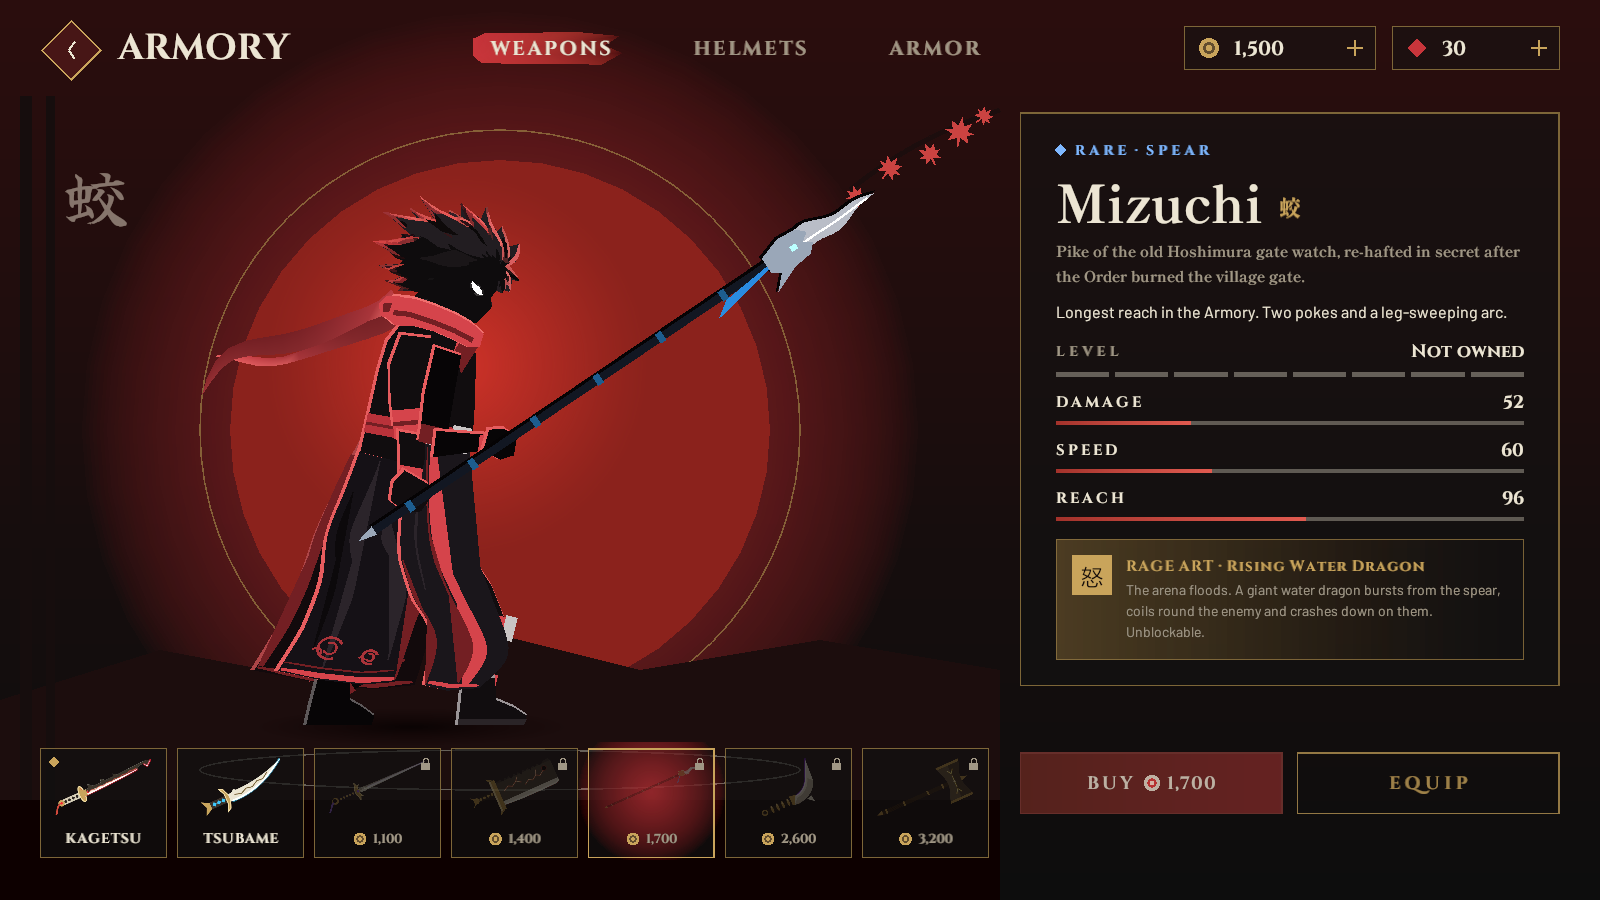 ARMORY
WEAPONS
HELMETS
ARMOR
1,500
30
蛟
RARE · SPEAR
Mizuchi 蛟
Pike of the old Hoshimura gate watch, re-hafted in secret after
the Order burned the village gate.
Longest reach in the Armory. Two pokes and a leg-sweeping arc.
LEVEL
NOT OWNED
DAMAGE
52
SPEED
60
REACH
96
怒
RAGE ART · RISING WATER DRAGON
The arena floods. A giant water dragon bursts from the spear,
coils round the enemy and crashes down on them.
Unblockable.
KAGETSU
TSUBAME
1,100
1,400
1,700
2,600
3,200
BUY 1,700
EQUIP